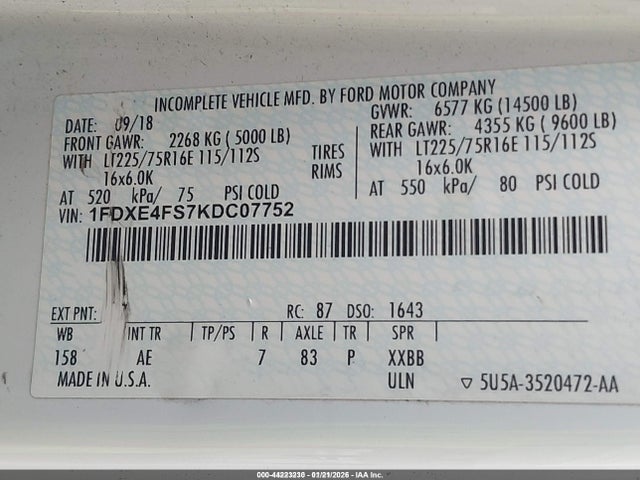 INCOMPLETE VEHICLE MFD. BY FORD MOTOR COMPANY
DATE: 09/18 GVWR: 6577 KG (14500 LB)
FRONT GAWR: 2268 KG ( 5000 LB) REAR GAWR: 4355 KG ( 9600 LB)
WITH LT225/75R16E 115/112S TIRES WITH LT225/75R16E 115/112S
16x6.0K RIMS 16x6.0K
AT 520 kPa/ 75 PSI COLD AT 550 kPa/ 80 PSI COLD
VIN: 1FDXE4FS7KDC07752
EXT PNT: RC: 87 DSO: 1643
WB INT TR TP/PS R AXLE TR SPR
158 AE 7 83 P XXBB
MADE IN U.S.A. ULN ▽ 5U5A-3520472-AA
000-44223236 - 01/21/2026 - IAA Inc.